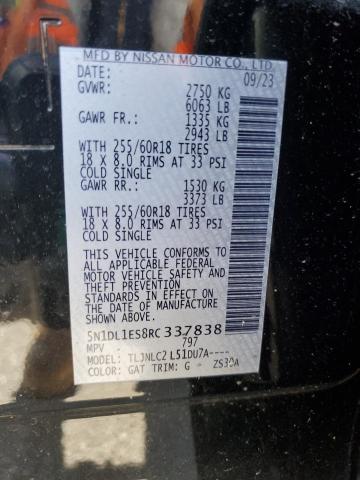 MFD BY NISSAN MOTOR CO., LTD.
DATE: 09/23
GVWR: 2750 KG
6063 LB
GAWR FR: 1335 KG
2943 LB
WITH 255/60R18 TIRES
18 X 8.0 RIMS AT 33 PSI
COLD SINGLE
GAWR RR: 1530 KG
3373 LB
WITH 255/60R18 TIRES
18 X 8.0 RIMS AT 33 PSI
COLD SINGLE
THIS VEHICLE CONFORMS TO
ALL APPLICABLE FEDERAL
MOTOR VEHICLE SAFETY
AND THEFT PREVENTION
STANDARDS IN EFFECT ON
THE DATE OF MANUFACTURE
SHOWN ABOVE.
5N1DL1ES8RC337838
MPV 797
MODEL: TLJNLC2 L51DU7A----
COLOR: GAT TRIM: G -